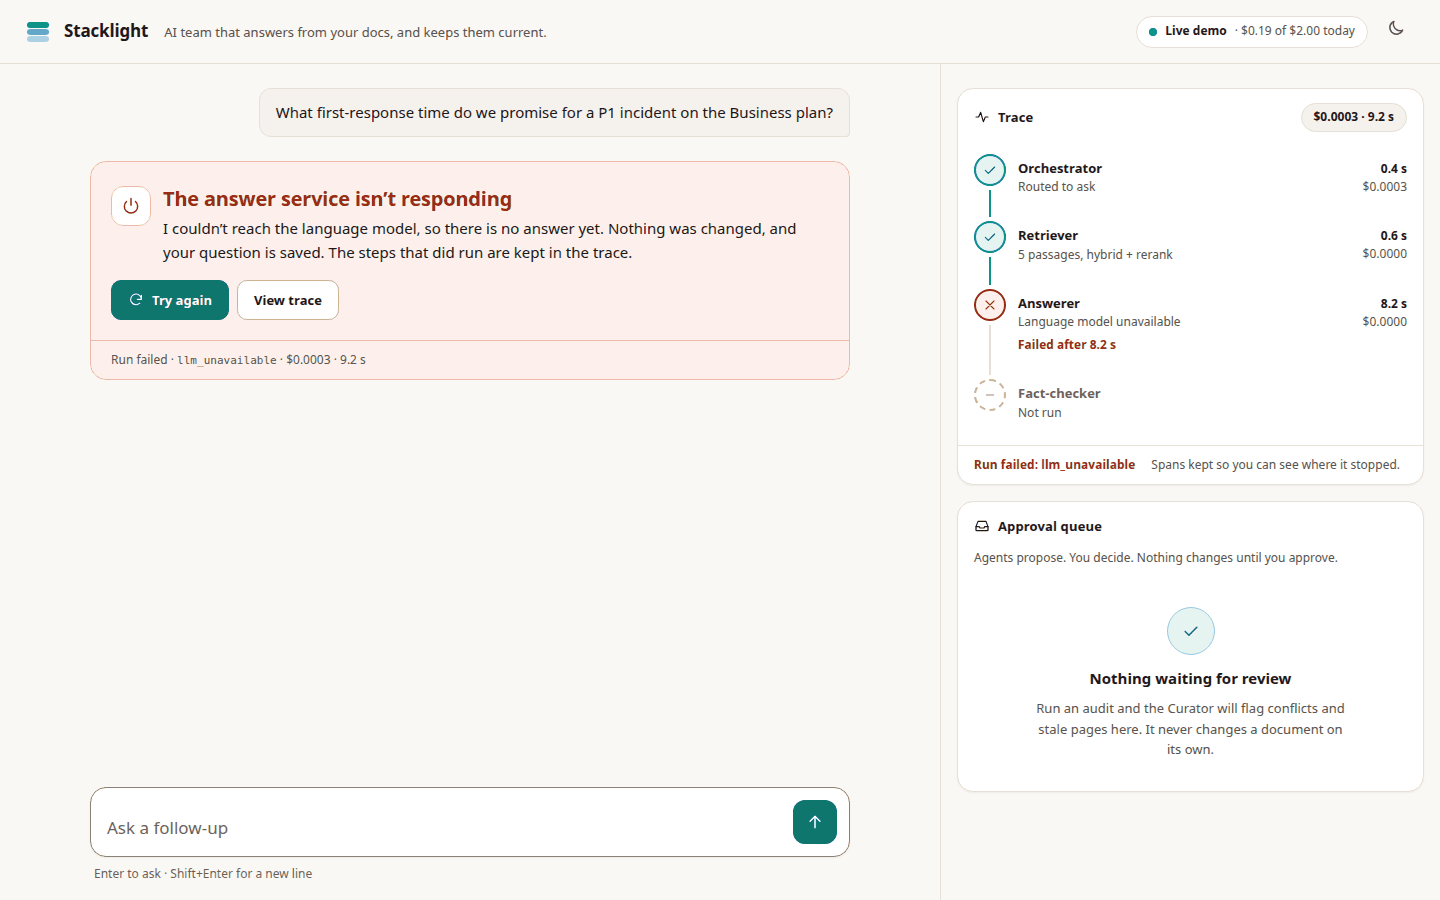 Stacklight
AI team that answers from your docs, and keeps them current.
Live demo · $0.19 of $2.00 today
What first-response time do we promise for a P1 incident on the Business plan?
The answer service isn’t responding
I couldn’t reach the language model, so there is no answer yet. Nothing was changed, and
your question is saved. The steps that did run are kept in the trace.
Try again
View trace
Run failed · llm_unavailable · $0.0003 · 9.2 s
Ask a follow-up
Enter to ask · Shift+Enter for a new line
Trace
$0.0003 · 9.2 s
Orchestrator
0.4 s
Routed to ask
$0.0003
Retriever
0.6 s
5 passages, hybrid + rerank
$0.0000
Answerer
8.2 s
Language model unavailable
$0.0000
Failed after 8.2 s
Fact-checker
Not run
Run failed: llm_unavailable
Spans kept so you can see where it stopped.
Approval queue
Agents propose. You decide. Nothing changes until you approve.
Nothing waiting for review
Run an audit and the Curator will flag conflicts and
stale pages here. It never changes a document on
its own.